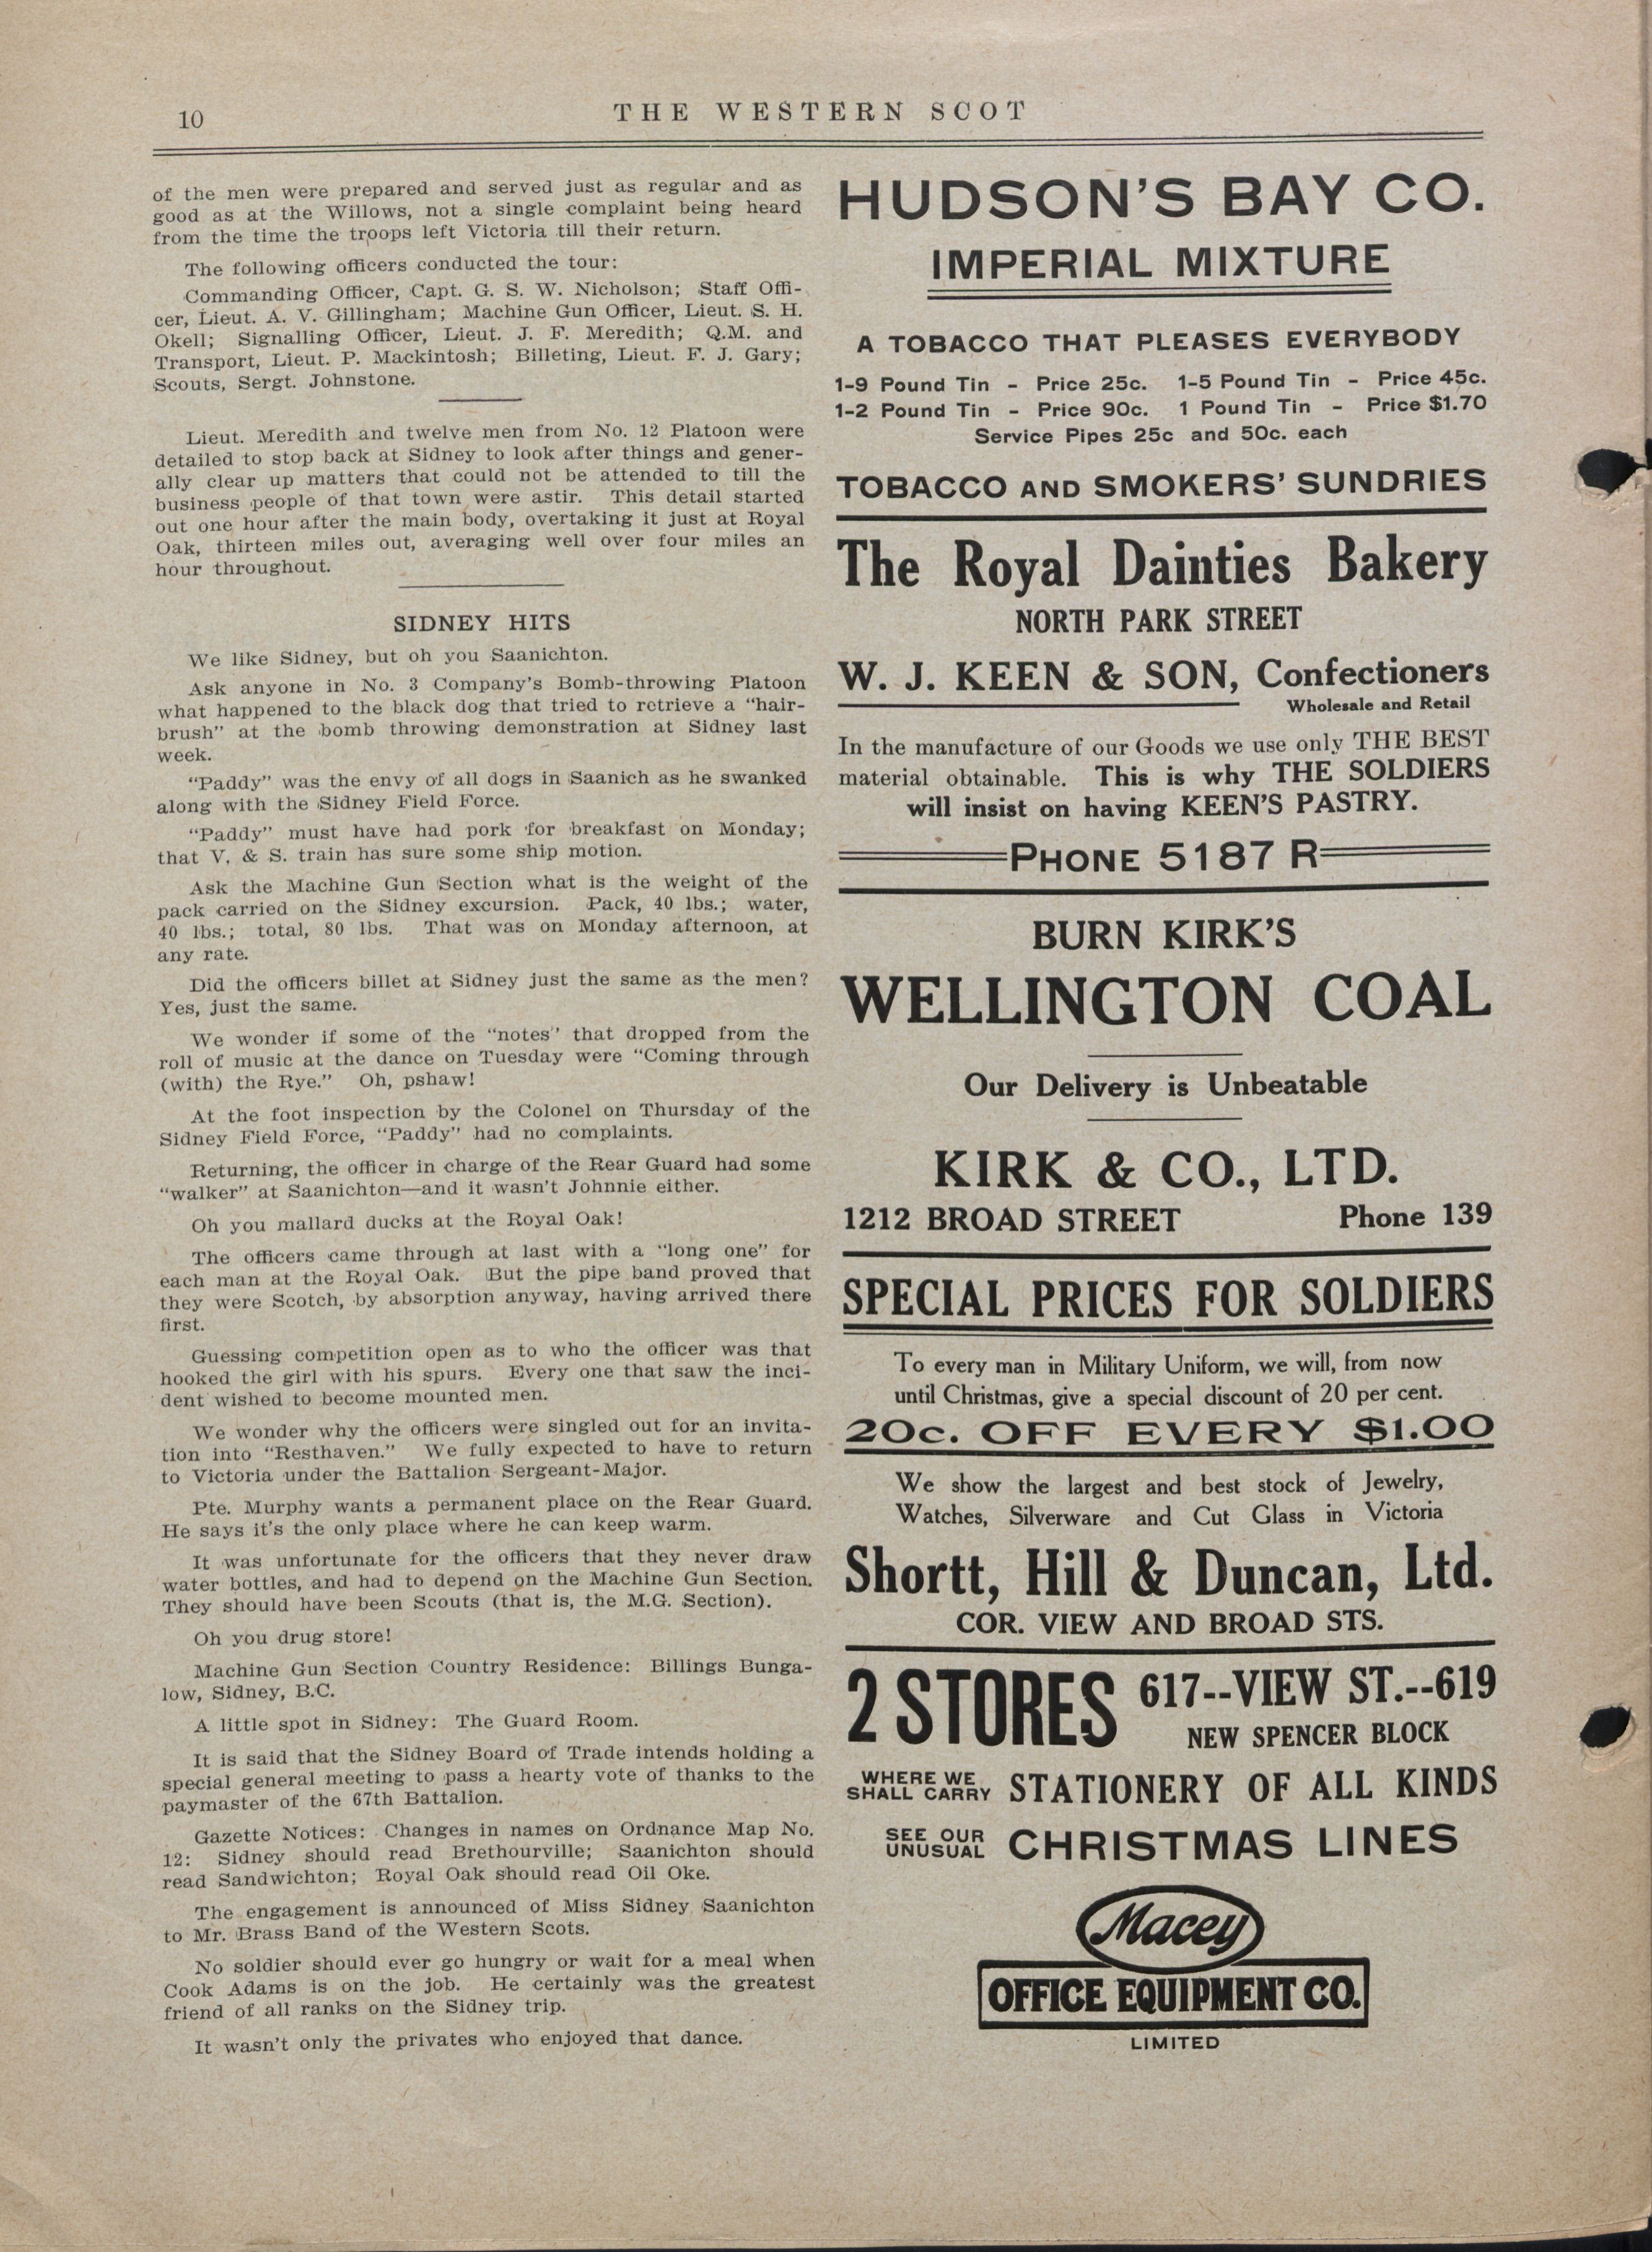 10
THE WESTERN SCOT
of the men were prepared and served just as regular and as
good as at the Willows, not a single complaint being heard
from the time the troops left Victoria till their return.
The following officers conducted the tour:
Commanding Officer, Capt. G. S. W. Nicholson; Staff Offi-
cer, Lieut. A. V. Gillingham; Machine Gun Officer, Lieut. S. H.
Okell; Signalling Officer, Lieut. J. F. Meredith; Q.M. and
Transport, Lieut. P. Mackintosh; Billeting, Lieut. F. J. Gary;
Scouts, Sergt. Johnstone.
Lieut. Meredith and twelve men from No. 12 Platoon were
detailed to stop back at Sidney to look after things and gener-
ally clear up matters that could not be attended to till the
business people of that town were astir. This detail started
out one hour after the main body, overtaking it just at Royal
Oak, thirteen miles out, averaging well over four miles an
hour throughout.
SIDNEY HITS
We like Sidney, but oh you Saanichton.
Ask anyone in No. 3 Company's Bomb-throwing Platoon
what happened to the black dog that tried to retrieve a "hair-
brush" at the bomb throwing demonstration at Sidney last
week.
"Paddy" was the envy of all dogs in Saanich as he swanked
along with the Sidney Field Force.
"Paddy" must have had pork for breakfast on Monday;
that V. & S. train has sure some ship motion.
Ask the Machine Gun Section what is the weight of the
pack carried on the Sidney excursion. Pack, 40 lbs.; water,
40 lbs.; total, 80 lbs. That was on Monday afternoon, at
any rate.
Did the officers billet at Sidney just the same as the men?
Yes, just the same.
We wonder if some of the "notes" that dropped from the
roll of music at the dance on Tuesday were "Coming through
(with) the Rye." Oh, pshaw!
At the foot inspection by the Colonel on Thursday of the
Sidney Field Force, "Paddy" had no complaints.
Returning, the officer in charge of the Rear Guard had some
"walker" at Saanichton—and it wasn't Johnnie either.
Oh you mallard ducks at the Royal Oak!
The officers came through at last with a "long one" for
each man at the Royal Oak. But the pipe band proved that
they were Scotch, by absorption anyway, having arrived there
first.
Guessing competition open as to who the officer was that
hooked the girl with his spurs. Every one that saw the inci-
dent wished to become mounted men.
We wonder why the officers were singled out for an invita-
tion into "Resthaven." We fully expected to have to return
to Victoria under the Battalion Sergeant-Major.
Pte. Murphy wants a permanent place on the Rear Guard.
He says it's the only place where he can keep warm.
It was unfortunate for the officers that they never draw
water bottles, and had to depend on the Machine Gun Section.
They should have been Scouts (that is, the M.G. Section).
Oh you drug store!
Machine Gun Section Country Residence: Billings Bunga-
low, Sidney, B.C.
A little spot in Sidney: The Guard Room.
It is said that the Sidney Board of Trade intends holding a
special general meeting to pass a hearty vote of thanks to the
paymaster of the 67th Battalion.
Gazette Notices: Changes in names on Ordnance Map No.
12: Sidney should read Brethourville; Saanichton should
read Sandwichton; Royal Oak should read Oil Oke.
The engagement is announced of Miss Sidney Saanichton
to Mr. Brass Band of the Western Scots.
No soldier should ever go hungry or wait for a meal when
Cook Adams is on the job. He certainly was the greatest
friend of all ranks on the Sidney trip.
It wasn't only the privates who enjoyed that dance.
HUDSON'S BAY CO.
IMPERIAL MIXTURE
A TOBACCO THAT PLEASES EVERYBODY
1-9 Pound Tin - Price 25c. 1-5 Pound Tin - Price 45c.
1-2 Pound Tin - Price 90c. 1 Pound Tin - Price $1.70
Service Pipes 25c and 50c. each
TOBACCO AND SMOKERS' SUNDRIES
The Royal Dainties Bakery
NORTH PARK STREET
W. J. KEEN & SON, Confectioners
Wholesale and Retail
In the manufacture of our Goods we use only THE BEST
material obtainable. This is why THE SOLDIERS
will insist on having KEEN'S PASTRY.
PHONE 5187 R
BURN KIRK'S
WELLINGTON COAL
Our Delivery is Unbeatable
KIRK & CO., LTD.
1212 BROAD STREET Phone 139
SPECIAL PRICES FOR SOLDIERS
To every man in Military Uniform, we will, from now
until Christmas, give a special discount of 20 per cent.
20c. OFF EVERY $1.00
We show the largest and best stock of Jewelry,
Watches, Silverware and Cut Glass in Victoria
Shortt, Hill & Duncan, Ltd.
COR. VIEW AND BROAD STS.
2 STORES 617--VIEW ST.--619
NEW SPENCER BLOCK
WHERE WE
SHALL CARRY STATIONERY OF ALL KINDS
SEE OUR
UNUSUAL CHRISTMAS LINES
Macey
OFFICE EQUIPMENT CO.
LIMITED